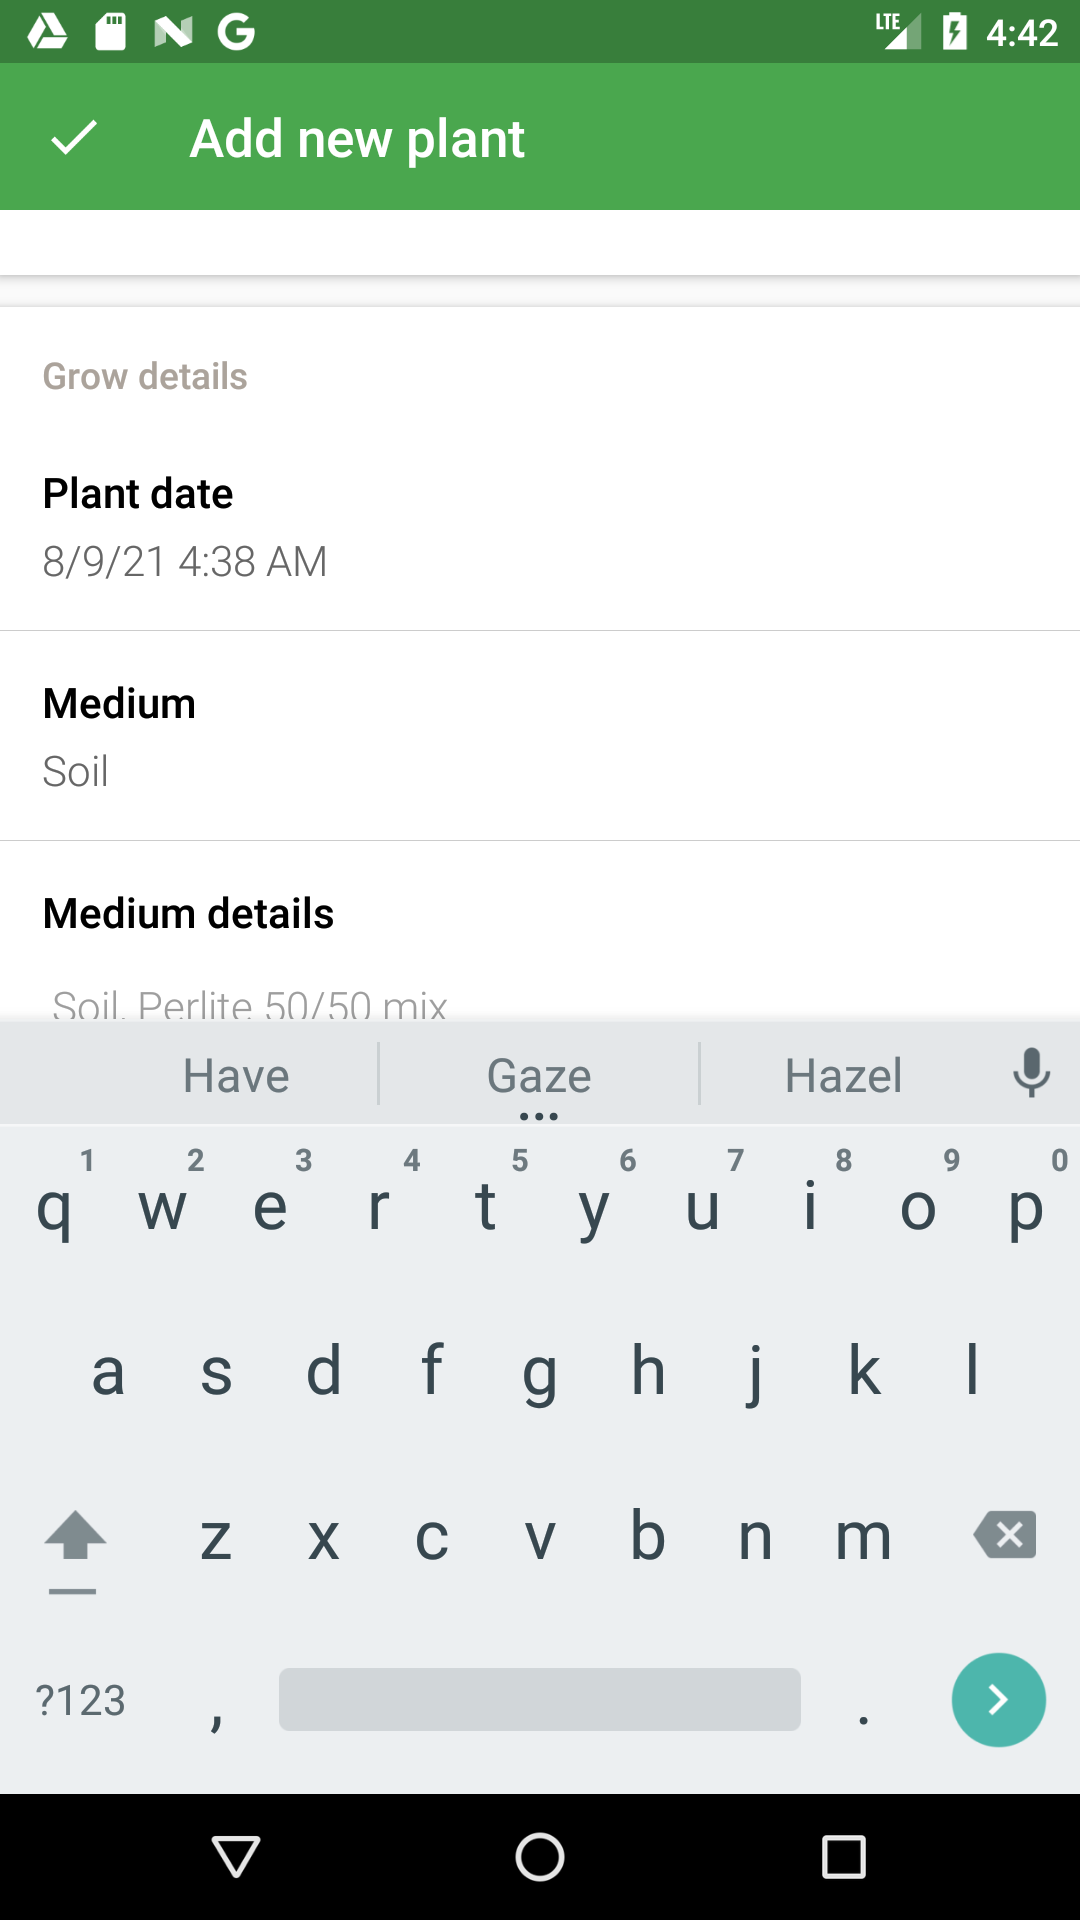 LTE 4:42
Add new plant
Grow details
Plant date
8/9/21 4:38 AM
Medium
Soil
Medium details
Soil, Perlite 50/50 mix
Have Gaze Hazel
1 2 3 4 5 6 7 8 9 0
q w e r t y u i o p
a s d f g h j k l
z x c v b n m
?123 , .